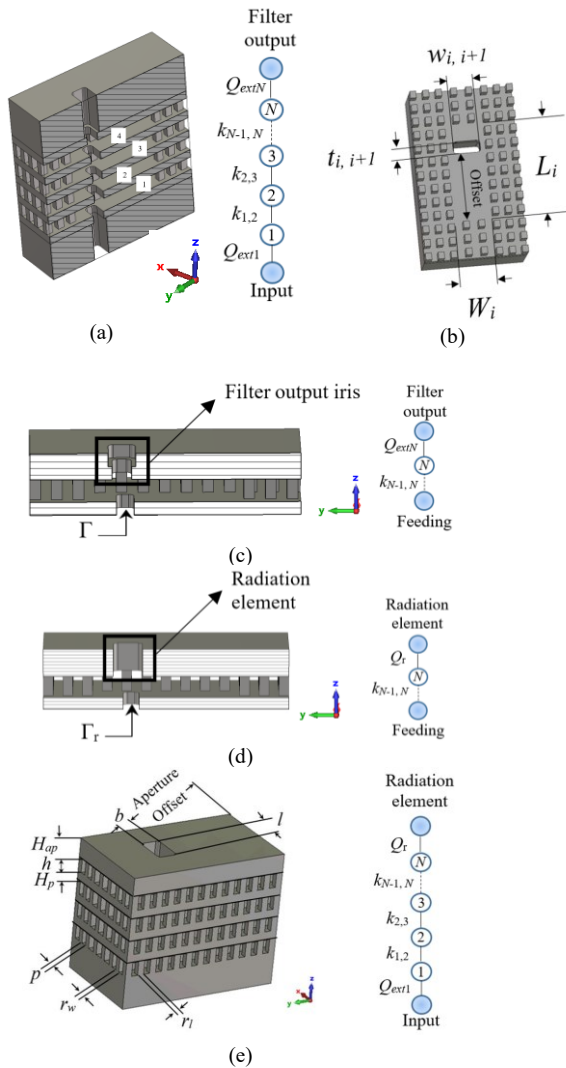 Filter
output
Q_extN
N
k_N-1, N
3
k_2,3
2
k_1,2
1
Q_ext1
Input
4
3
2
1
z
x
y
(a)
w_i, i+1
t_i, i+1
Offset
L_i
W_i
(b)
Filter output iris
Γ
z
y
(c)
Filter
output
Q_extN
N
k_N-1, N
Feeding
Radiation
element
Γ_r
z
y
(d)
Radiation
element
Q_r
N
k_N-1, N
Feeding
Aperture
Offset
b
l
H_ap
h
H_p
p
r_w
r_l
z
x
y
(e)
Radiation
element
Q_r
N
k_N-1, N
3
k_2,3
2
k_1,2
1
Q_ext1
Input